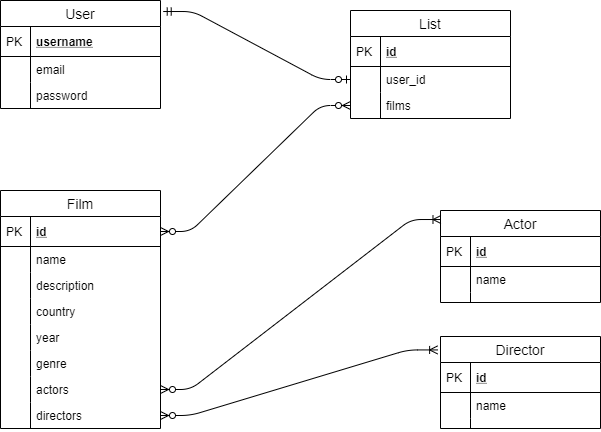 User
PK username
email
password
List
PK id
user_id
films
Film
PK id
name
description
country
year
genre
actors
directors
Actor
PK id
name
Director
PK id
name